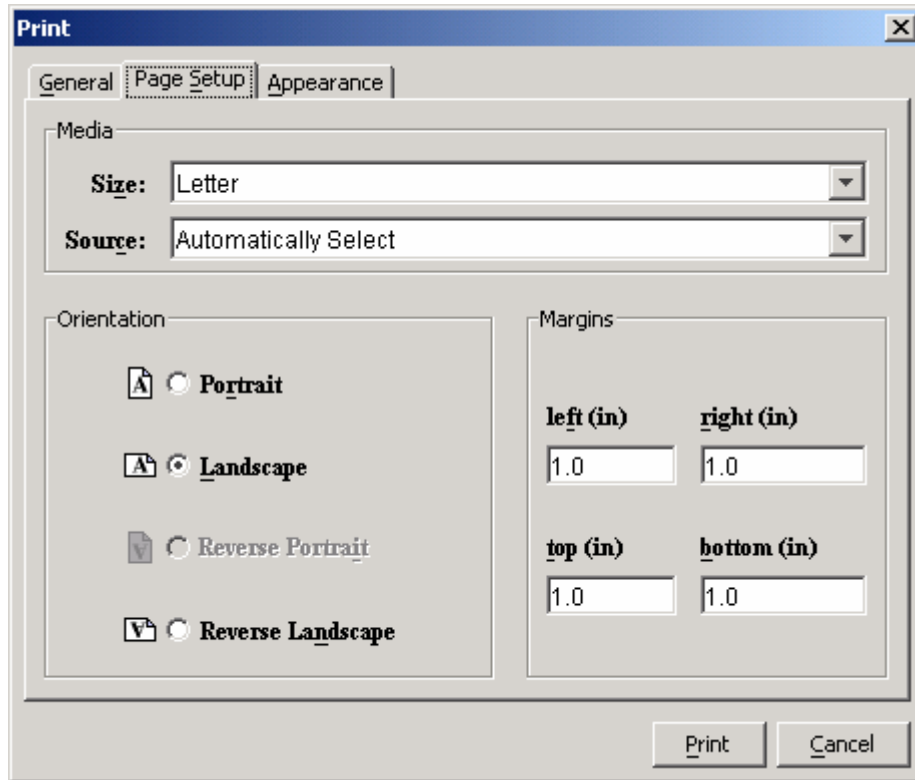 Print
General Page Setup Appearance
Media
Size: Letter
Source: Automatically Select
Orientation
A Portrait
A Landscape
A Reverse Portrait
A Reverse Landscape
Margins
left (in) right (in)
1.0 1.0
top (in) bottom (in)
1.0 1.0
Print Cancel